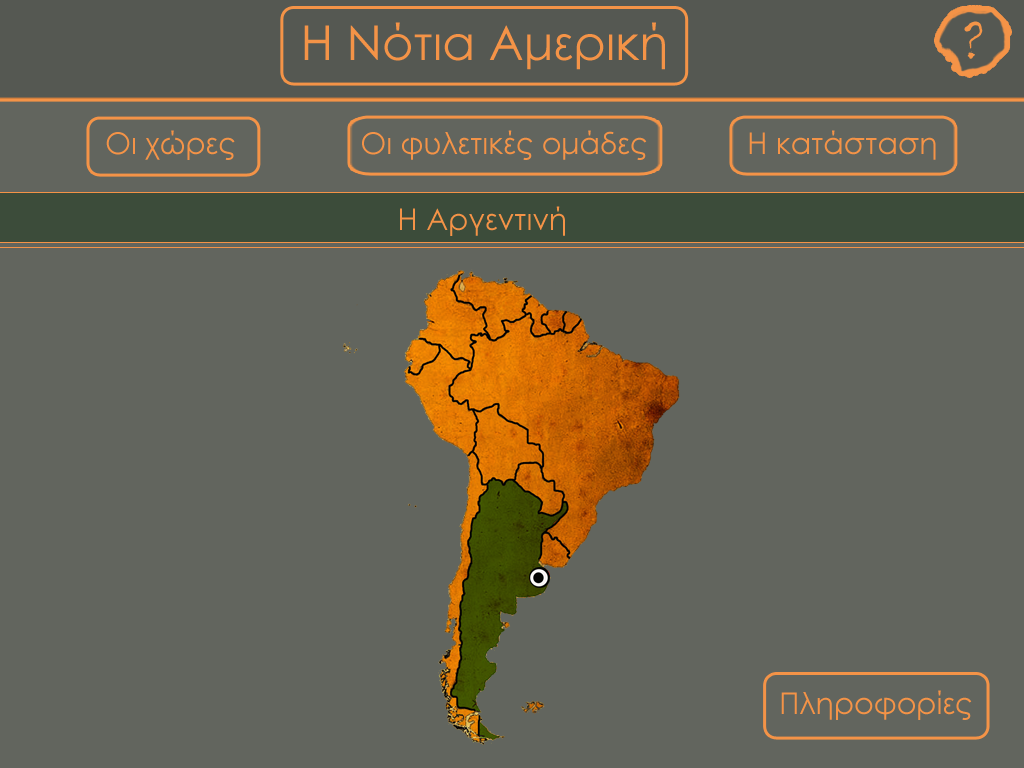 Η Νότια Αμερική
?
Οι χώρες
Οι φυλετικές ομάδες
Η κατάσταση
Η Αργεντινή
Πληροφορίες